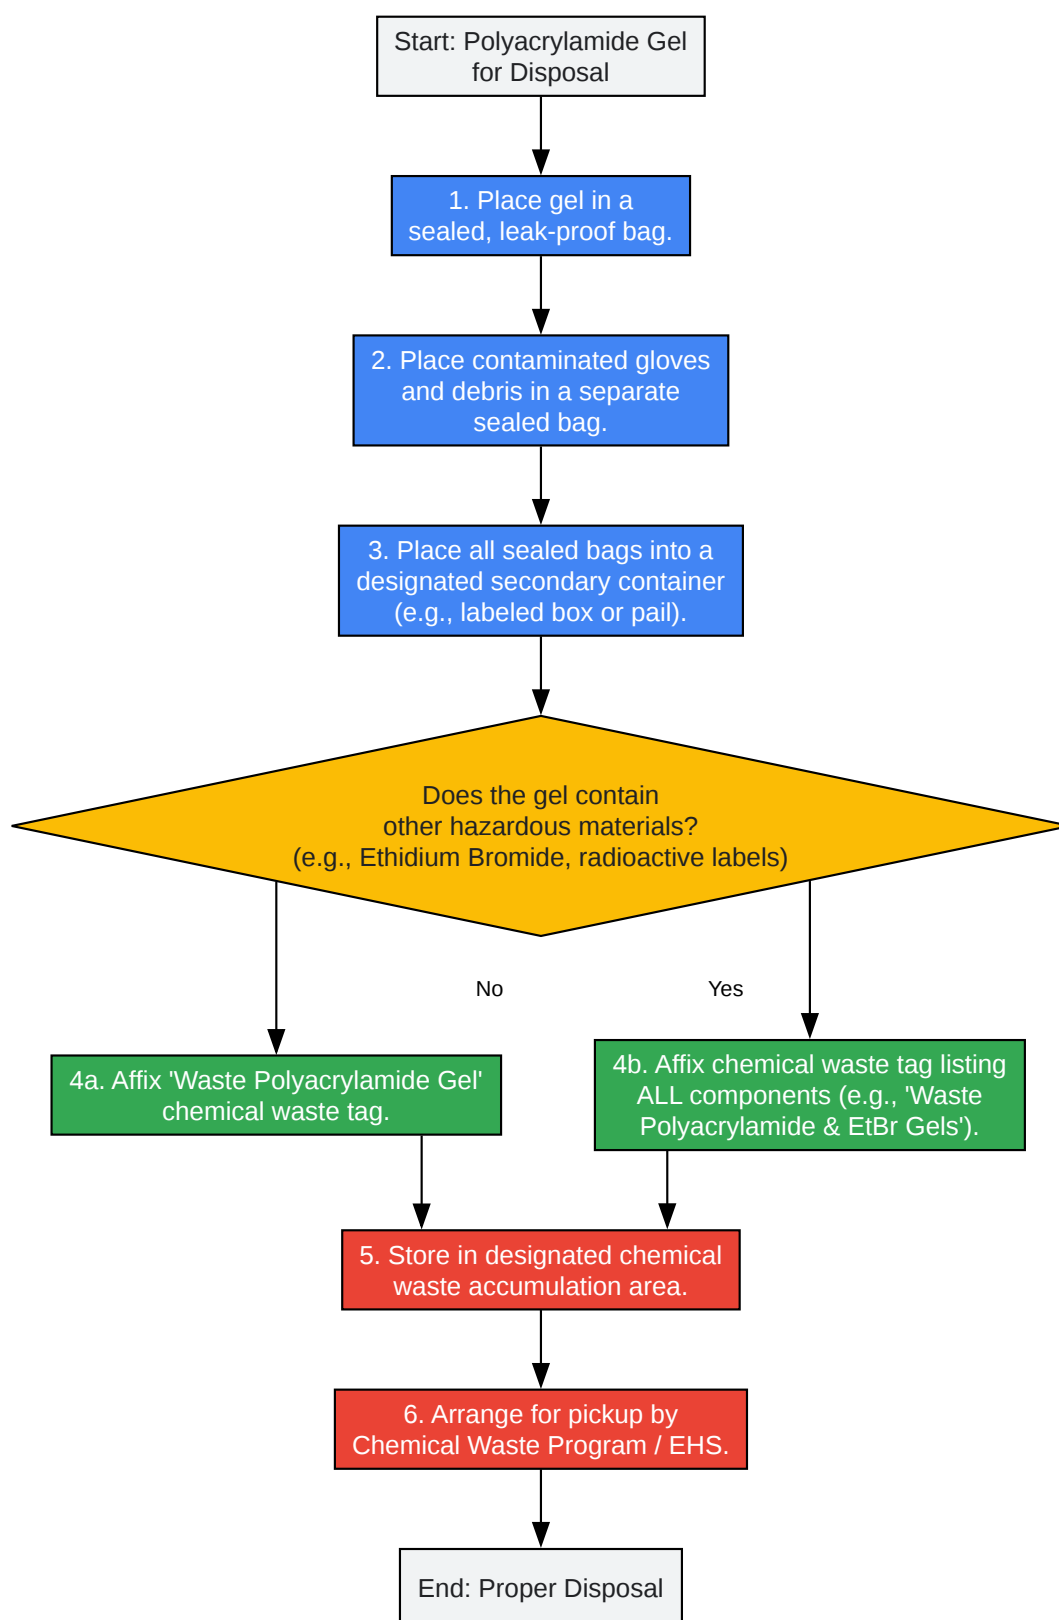 Start: Polyacrylamide Gel
for Disposal
1. Place gel in a
sealed, leak-proof bag.
2. Place contaminated gloves
and debris in a separate
sealed bag.
3. Place all sealed bags into a
designated secondary container
(e.g., labeled box or pail).
Does the gel contain
other hazardous materials?
(e.g., Ethidium Bromide, radioactive labels)
No
Yes
4a. Affix 'Waste Polyacrylamide Gel'
chemical waste tag.
4b. Affix chemical waste tag listing
ALL components (e.g., 'Waste
Polyacrylamide & EtBr Gels').
5. Store in designated chemical
waste accumulation area.
6. Arrange for pickup by
Chemical Waste Program / EHS.
End: Proper Disposal